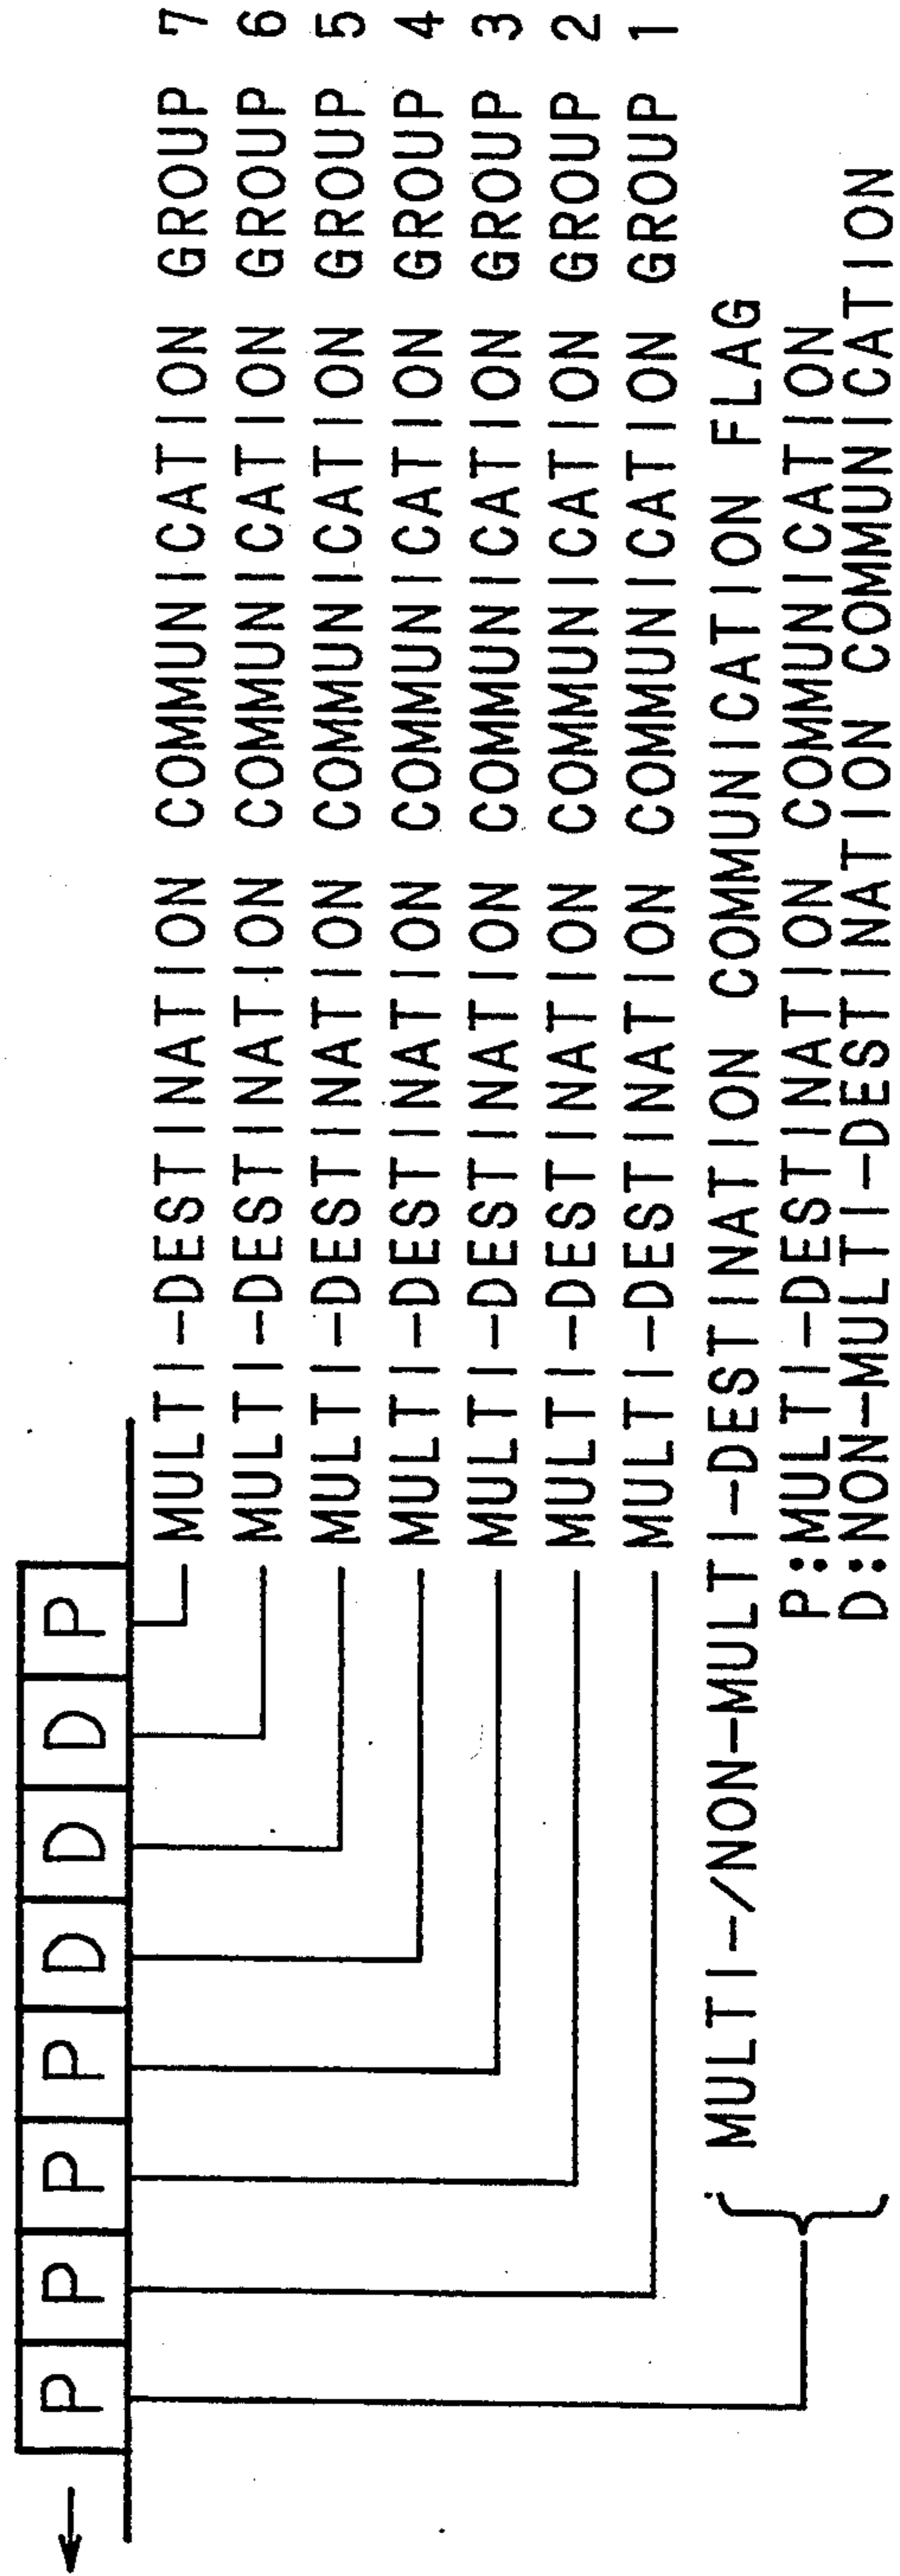 P P P P D D D P
MULTI-DESTINATION COMMUNICATION GROUP 7
MULTI-DESTINATION COMMUNICATION GROUP 6
MULTI-DESTINATION COMMUNICATION GROUP 5
MULTI-DESTINATION COMMUNICATION GROUP 4
MULTI-DESTINATION COMMUNICATION GROUP 3
MULTI-DESTINATION COMMUNICATION GROUP 2
MULTI-DESTINATION COMMUNICATION GROUP 1
MULTI-/NON-MULTI-DESTINATION COMMUNICATION FLAG
P:MULTI-DESTINATION COMMUNICATION
D:NON-MULTI-DESTINATION COMMUNICATION